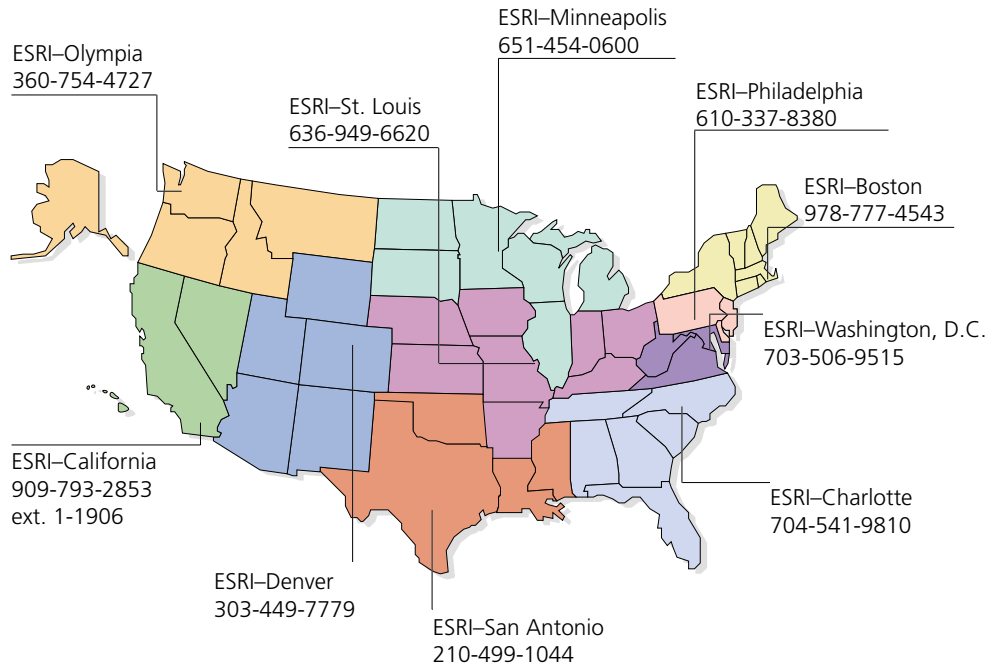 ESRI–Minneapolis
651-454-0600
ESRI–Olympia
360-754-4727
ESRI–St. Louis
636-949-6620
ESRI–Philadelphia
610-337-8380
ESRI–Boston
978-777-4543
ESRI–Washington, D.C.
703-506-9515
ESRI–California
909-793-2853
ext. 1-1906
ESRI–Charlotte
704-541-9810
ESRI–Denver
303-449-7779
ESRI–San Antonio
210-499-1044